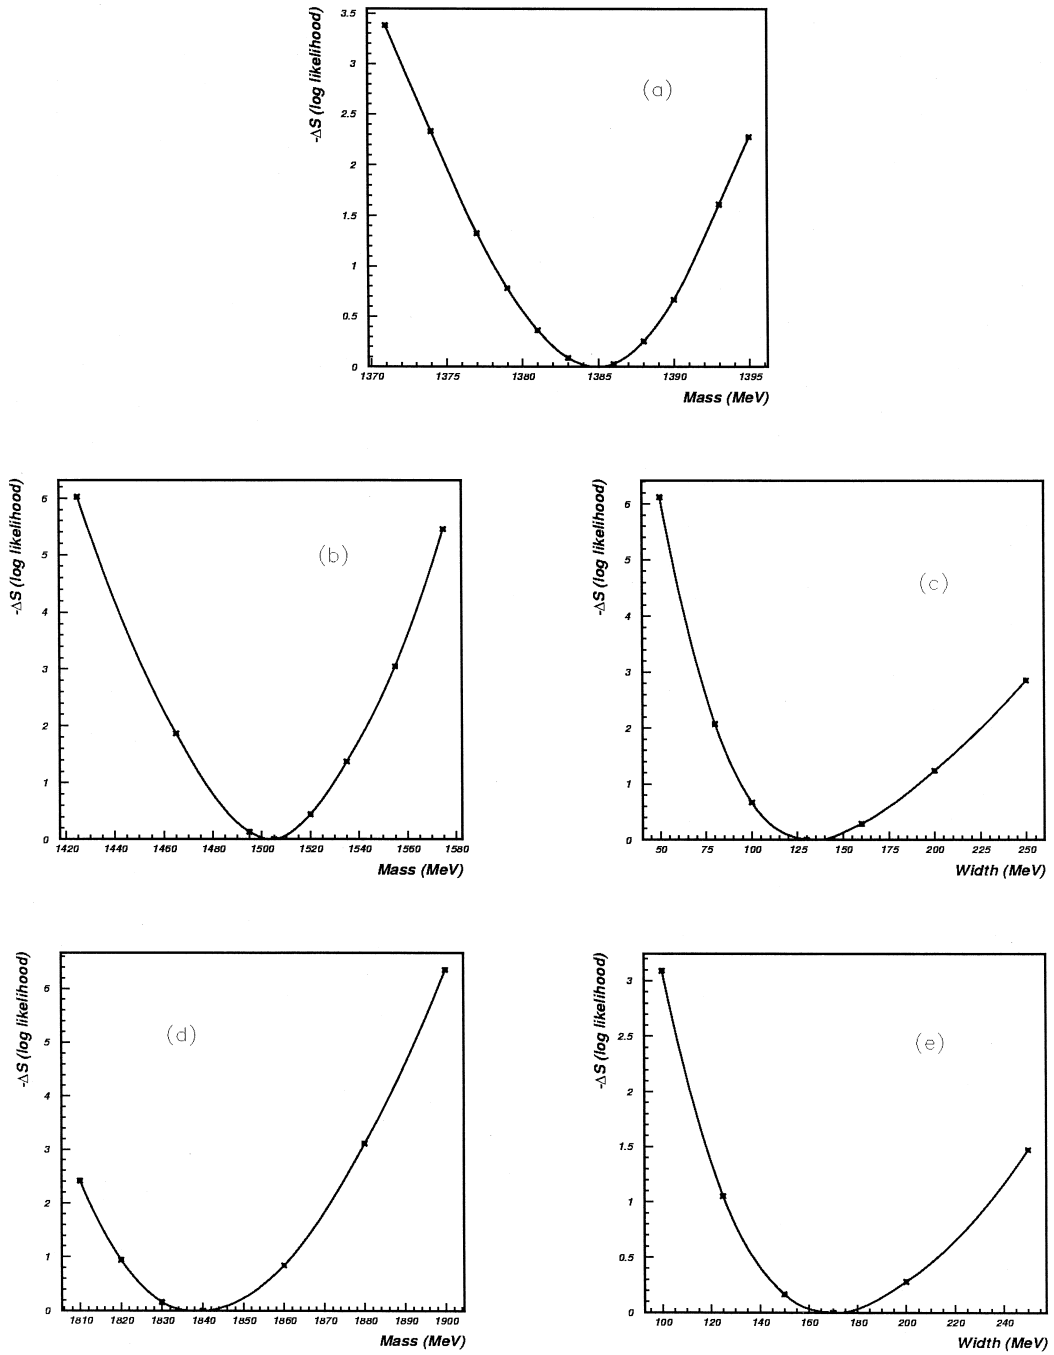 -ΔS (log likelihood)
3.5
3
2.5
2
1.5
1
0.5
0
(a)
1370 1375 1380 1385 1390 1395
Mass (MeV)
-ΔS (log likelihood)
6
5
4
3
2
1
0
(b)
1420 1440 1460 1480 1500 1520 1540 1560 1580
Mass (MeV)
-ΔS (log likelihood)
6
5
4
3
2
1
0
(c)
50 75 100 125 150 175 200 225 250
Width (MeV)
-ΔS (log likelihood)
6
5
4
3
2
1
0
(d)
1810 1820 1830 1840 1850 1860 1870 1880 1890 1900
Mass (MeV)
-ΔS (log likelihood)
3
2.5
2
1.5
1
0.5
0
(e)
100 120 140 160 180 200 220 240
Width (MeV)